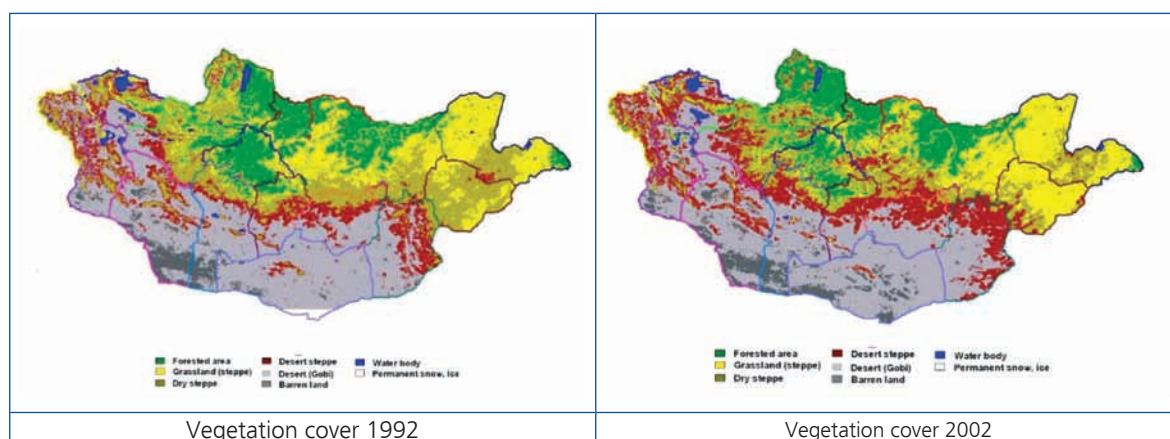 Forested area
Grassland (steppe)
Dry steppe
Desert steppe
Desert (Gobi)
Barren land
Water body
Permanent snow, ice
Forested area
Grassland (steppe)
Dry steppe
Desert steppe
Desert (Gobi)
Barren land
Water body
Permanent snow, ice
Vegetation cover 1992
Vegetation cover 2002